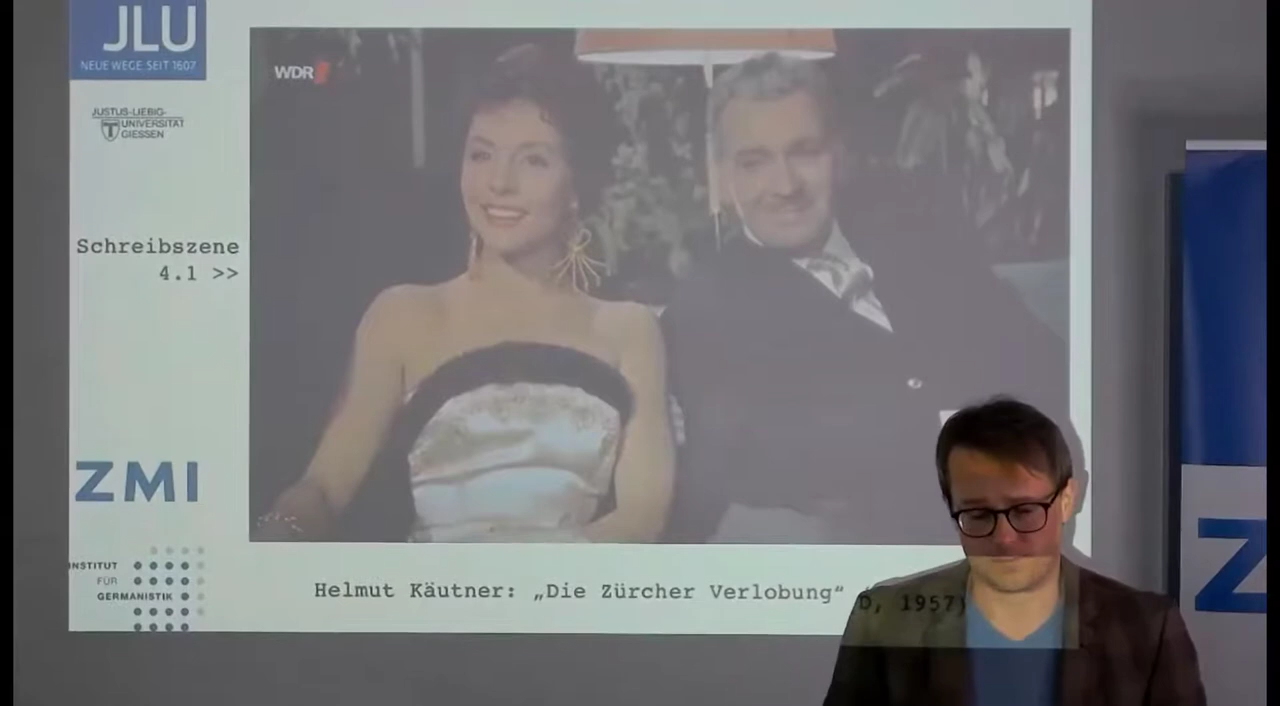 JLU
NEUE WEGE. SEIT 1607
JUSTUS-LIEBIG-
UNIVERSITÄT
GIESSEN
WDR
Schreibszene
4.1 >>
ZMI
INSTITUT
FÜR
GERMANISTIK
Helmut Käutner: „Die Zürcher Verlobung“ (D, 1957)
Z